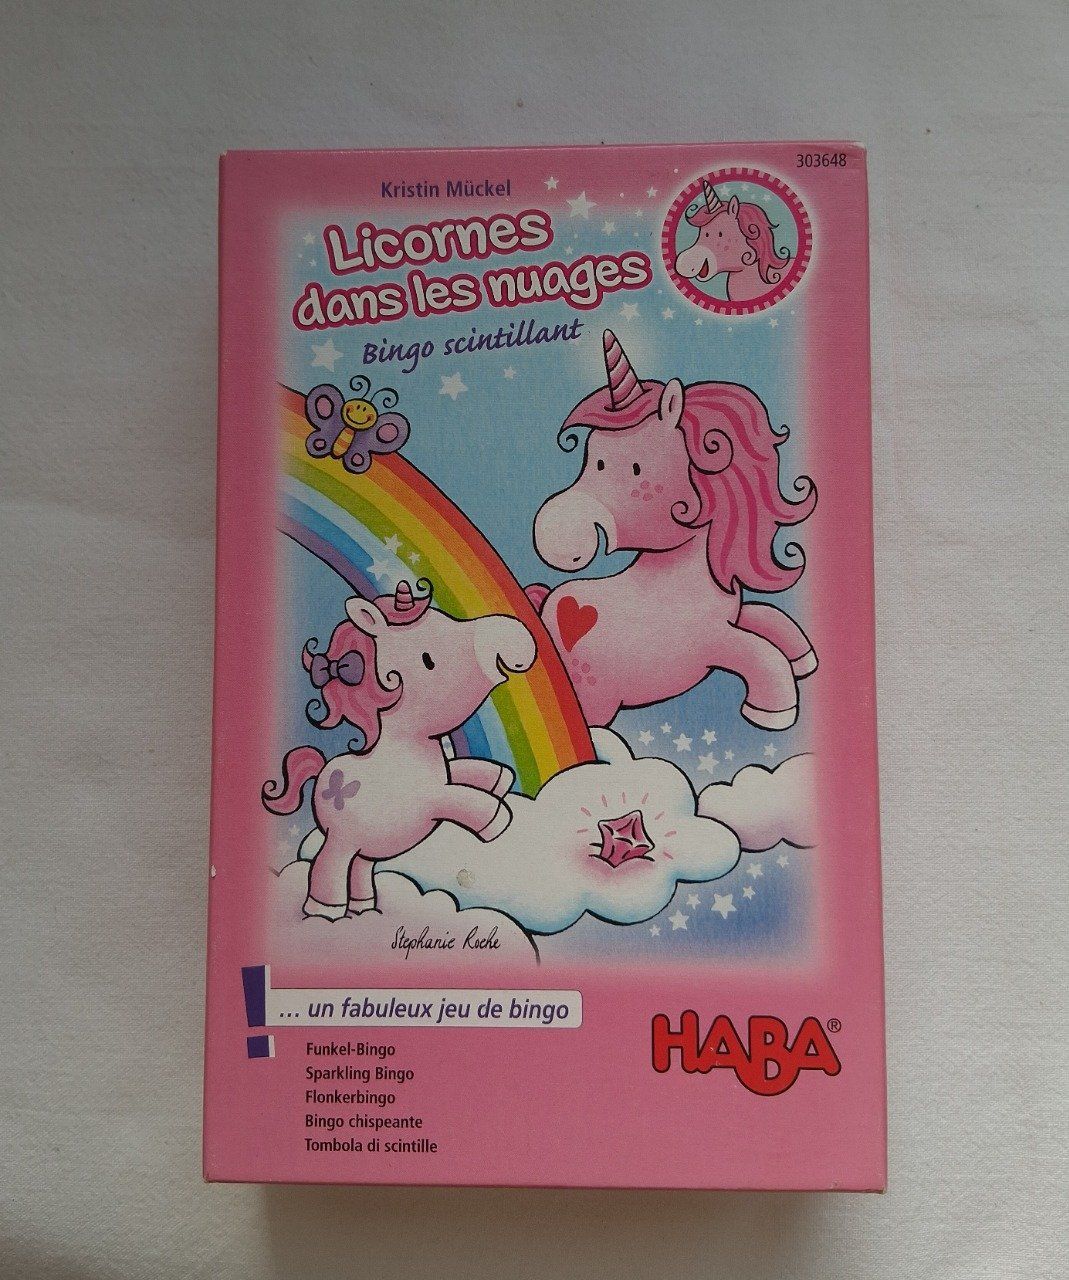 303648
Kristin Mückel
Licornes
dans les nuages
Bingo scintillant
Stephanie Roehe
... un fabuleux jeu de bingo
Funkel-Bingo
Sparkling Bingo
Flonkerbingo
Bingo chispeante
Tombola di scintille
HABA®